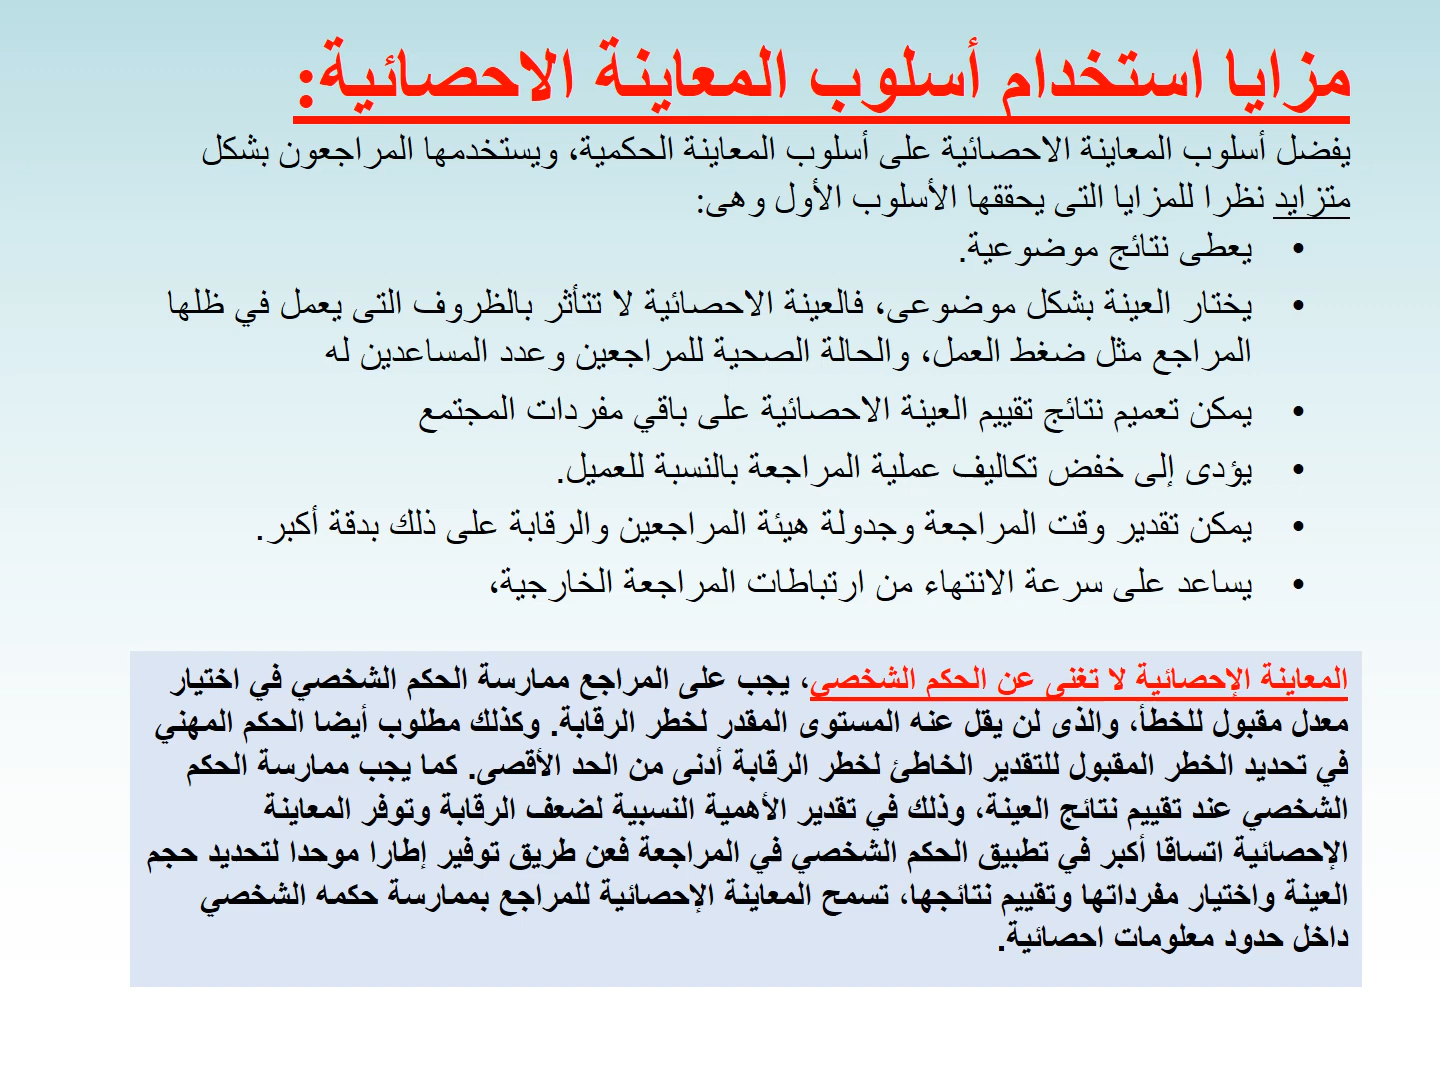 مزايا استخدام أسلوب المعاينة الاحصائية:
يفضل أسلوب المعاينة الاحصائية على أسلوب المعاينة الحكمية، ويستخدمها المراجعون بشكل
متزايد نظرا للمزايا التى يحققها الأسلوب الأول وهى:
• يعطى نتائج موضوعية.
• يختار العينة بشكل موضوعى، فالعينة الاحصائية لا تتأثر بالظروف التى يعمل في ظلها
المراجع مثل ضغط العمل، والحالة الصحية للمراجعين وعدد المساعدين له
• يمكن تعميم نتائج تقييم العينة الاحصائية على باقي مفردات المجتمع
• يؤدى إلى خفض تكاليف عملية المراجعة بالنسبة للعميل.
• يمكن تقدير وقت المراجعة وجدولة هيئة المراجعين والرقابة على ذلك بدقة أكبر.
• يساعد على سرعة الانتهاء من ارتباطات المراجعة الخارجية،
المعاينة الإحصائية لا تغنى عن الحكم الشخصي، يجب على المراجع ممارسة الحكم الشخصي في اختيار
معدل مقبول للخطأ، والذى لن يقل عنه المستوى المقدر لخطر الرقابة. وكذلك مطلوب أيضا الحكم المهني
في تحديد الخطر المقبول للتقدير الخاطئ لخطر الرقابة أدنى من الحد الأقصى. كما يجب ممارسة الحكم
الشخصي عند تقييم نتائج العينة، وذلك في تقدير الأهمية النسبية لضعف الرقابة وتوفر المعاينة
الإحصائية اتساقا أكبر في تطبيق الحكم الشخصي في المراجعة فعن طريق توفير إطارا موحدا لتحديد حجم
العينة واختيار مفرداتها وتقييم نتائجها، تسمح المعاينة الإحصائية للمراجع بممارسة حكمه الشخصي
داخل حدود معلومات احصائية.